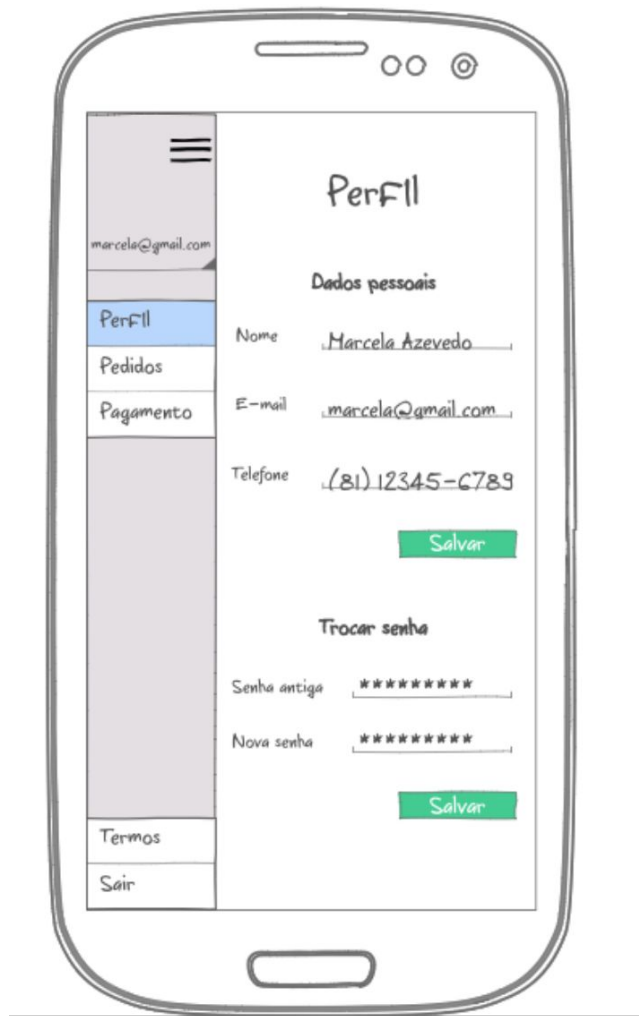 marcela@gmail.com
Perfil
Pedidos
Pagamento
Termos
Sair
Perfil
Dados pessoais
Nome Marcela Azevedo
E-mail marcela@gmail.com
Telefone (81) 12345-6789
Salvar
Trocar senha
Senha antiga *********
Nova senha *********
Salvar